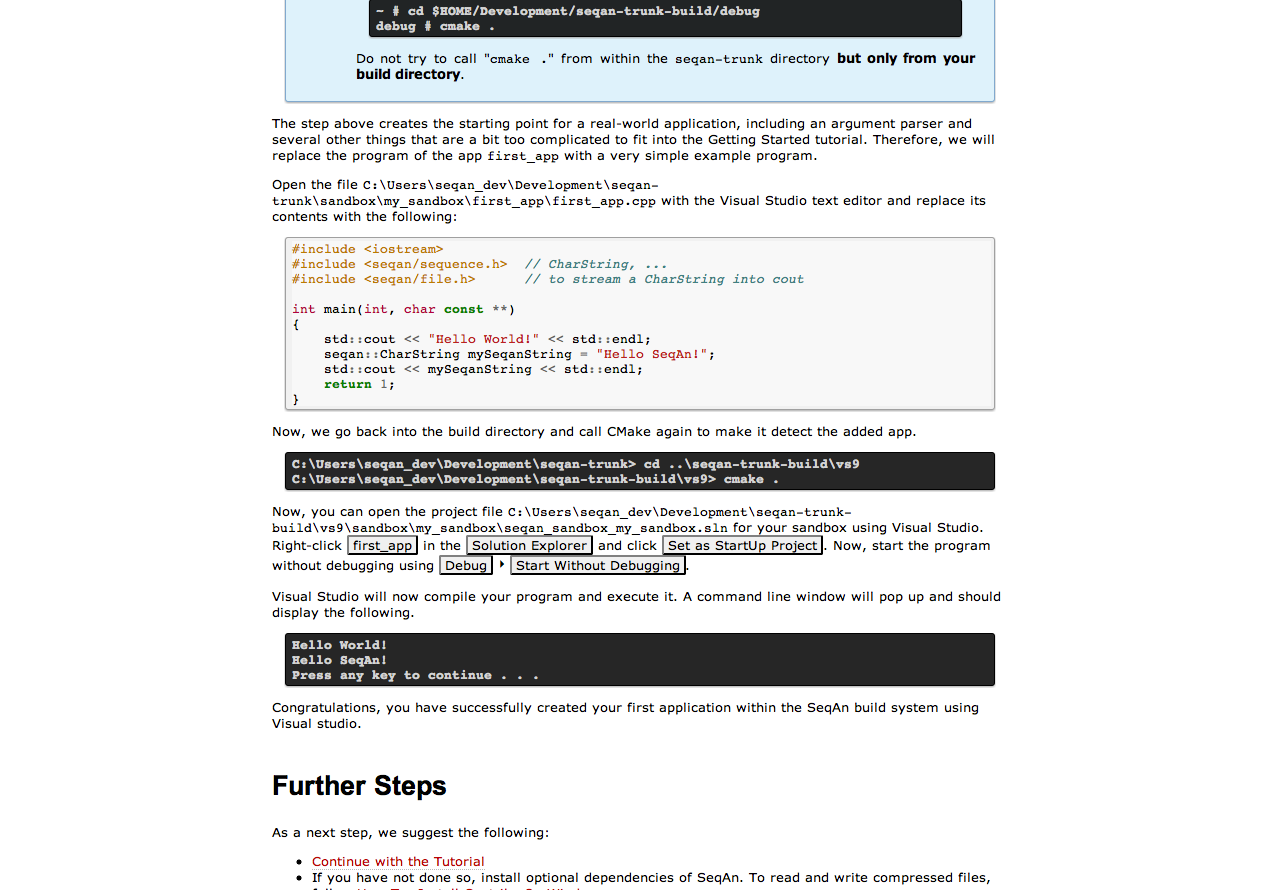 ~ # cd $HOME/Development/seqan-trunk-build/debug
debug # cmake .
Do not try to call "cmake ." from within the seqan-trunk directory but only from your
build directory.
The step above creates the starting point for a real-world application, including an argument parser and
several other things that are a bit too complicated to fit into the Getting Started tutorial. Therefore, we will
replace the program of the app first_app with a very simple example program.
Open the file C:\Users\seqan_dev\Development\seqan-
trunk\sandbox\my_sandbox\first_app\first_app.cpp with the Visual Studio text editor and replace its
contents with the following:
#include <iostream>
#include <seqan/sequence.h>  // CharString, ...
#include <seqan/file.h>      // to stream a CharString into cout
int main(int, char const **)
{
    std::cout << "Hello World!" << std::endl;
    seqan::CharString mySeqanString = "Hello SeqAn!";
    std::cout << mySeqanString << std::endl;
    return 1;
}
Now, we go back into the build directory and call CMake again to make it detect the added app.
C:\Users\seqan_dev\Development\seqan-trunk> cd ..\seqan-trunk-build\vs9
C:\Users\seqan_dev\Development\seqan-trunk-build\vs9> cmake .
Now, you can open the project file C:\Users\seqan_dev\Development\seqan-trunk-
build\vs9\sandbox\my_sandbox\seqan_sandbox_my_sandbox.sln for your sandbox using Visual Studio.
Right-click first_app in the Solution Explorer and click Set as StartUp Project. Now, start the program
without debugging using Debug ‣ Start Without Debugging.
Visual Studio will now compile your program and execute it. A command line window will pop up and should
display the following.
Hello World!
Hello SeqAn!
Press any key to continue . . .
Congratulations, you have successfully created your first application within the SeqAn build system using
Visual studio.
Further Steps
As a next step, we suggest the following:
• Continue with the Tutorial
• If you have not done so, install optional dependencies of SeqAn. To read and write compressed files,